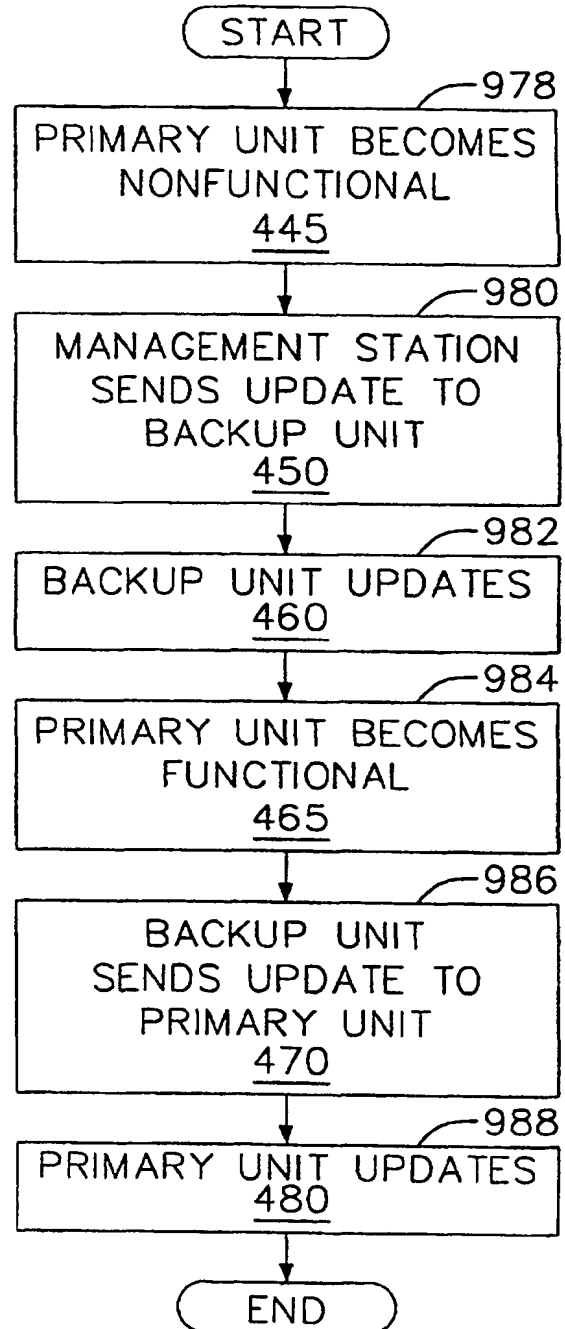 START
978
PRIMARY UNIT BECOMES
NONFUNCTIONAL
445
980
MANAGEMENT STATION
SENDS UPDATE TO
BACKUP UNIT
450
982
BACKUP UNIT UPDATES
460
984
PRIMARY UNIT BECOMES
FUNCTIONAL
465
986
BACKUP UNIT
SENDS UPDATE TO
PRIMARY UNIT
470
988
PRIMARY UNIT UPDATES
480
END